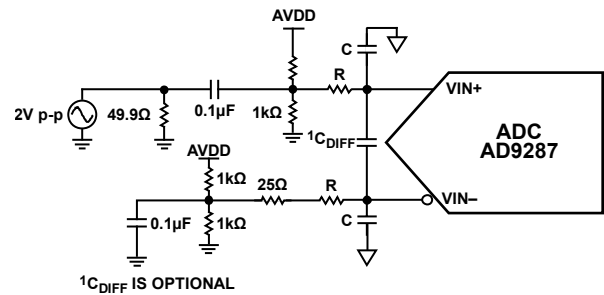 AVDD
C
R
VIN+
2V p-p
49.9Ω
0.1µF
1kΩ
¹CDIFF
ADC
AD9287
AVDD
1kΩ
25Ω
R
VIN–
0.1µF
1kΩ
C
¹CDIFF IS OPTIONAL